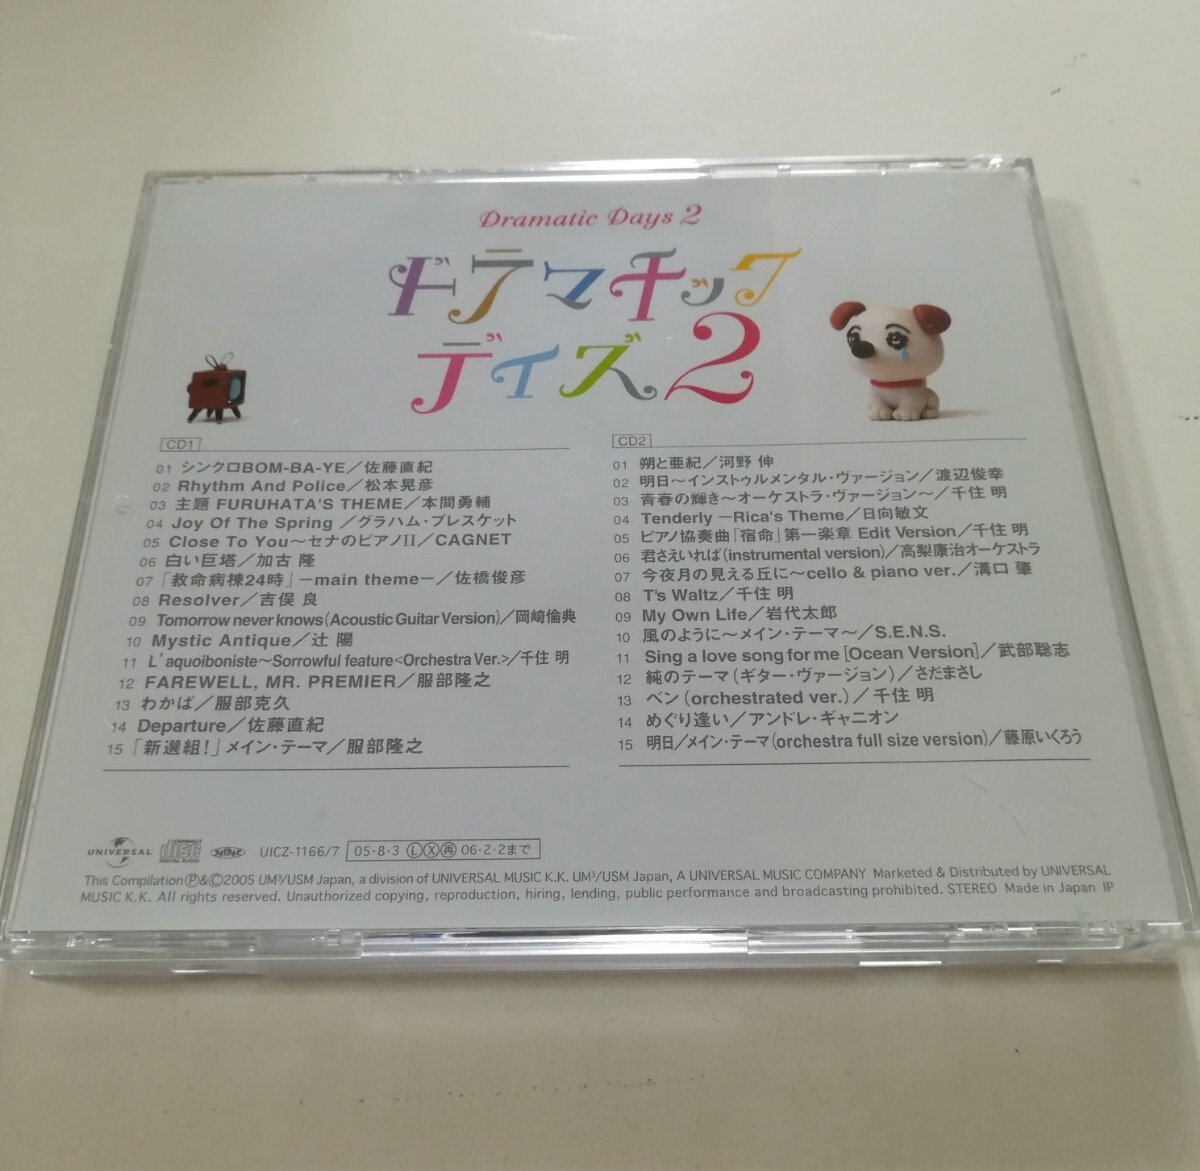 Dramatic Days 2
ドラマチック
デイズ2
CD1
01 シンクロBOM-BA-YE／佐藤直紀
02 Rhythm And Police／松本晃彦
03 主題 FURUHATA'S THEME／本間勇輔
04 Joy Of The Spring ／グラハム・プレスケット
05 Close To You〜セナのピアノII／CAGNET
06 白い巨塔／加古 隆
07 「救命病棟24時」－main theme－／佐橋俊彦
08 Resolver／吉俣 良
09 Tomorrow never knows(Acoustic Guitar Version)／岡崎倫典
10 Mystic Antique／辻 陽
11 L'aquoiboniste〜Sorrowful feature<Orchestra Ver.>／千住 明
12 FAREWELL, MR. PREMIER／服部隆之
13 わかば／服部克久
14 Departure／佐藤直紀
15 「新選組!」メイン・テーマ／服部隆之
CD2
01 朔と亜紀／河野 伸
02 明日〜インストゥルメンタル・ヴァージョン／渡辺俊幸
03 青春の輝き〜オーケストラ・ヴァージョン〜／千住 明
04 Tenderly －Rica's Theme／日向敏文
05 ピアノ協奏曲「宿命」第一楽章 Edit Version／千住 明
06 君さえいれば(instrumental version)／高梨康治オーケストラ
07 今夜月の見える丘に〜cello & piano ver.／溝口 肇
08 T's Waltz／千住 明
09 My Own Life／岩代太郎
10 風のように〜メイン・テーマ〜／S.E.N.S.
11 Sing a love song for me [Ocean Version]／武部聡志
12 純のテーマ(ギター・ヴァージョン)／さだまさし
13 ベン(orchestrated ver.)／千住 明
14 めぐり逢い／アンドレ・ギャニオン
15 明日／メイン・テーマ(orchestra full size version)／藤原いくろう
UNIVERSAL COMPACT disc DIGITAL AUDIO UICZ-1166/7 05・8・3 Ⓛ Ⓧ 再 06・2・2まで
This Compilation Ⓟ&Ⓒ2005 UM³/USM Japan, a division of UNIVERSAL MUSIC K.K. UM³/USM Japan, A UNIVERSAL MUSIC COMPANY Marketed & Distributed by UNIVERSAL
MUSIC K.K. All rights reserved. Unauthorized copying, reproduction, hiring, lending, public performance and broadcasting prohibited. STEREO Made in Japan IP